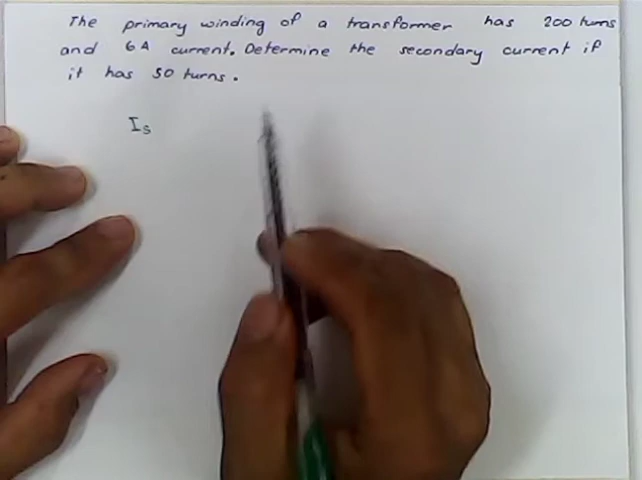 The primary winding of a transformer has 200 turns
and 6A current. Determine the secondary current if
it has 50 turns.
Is